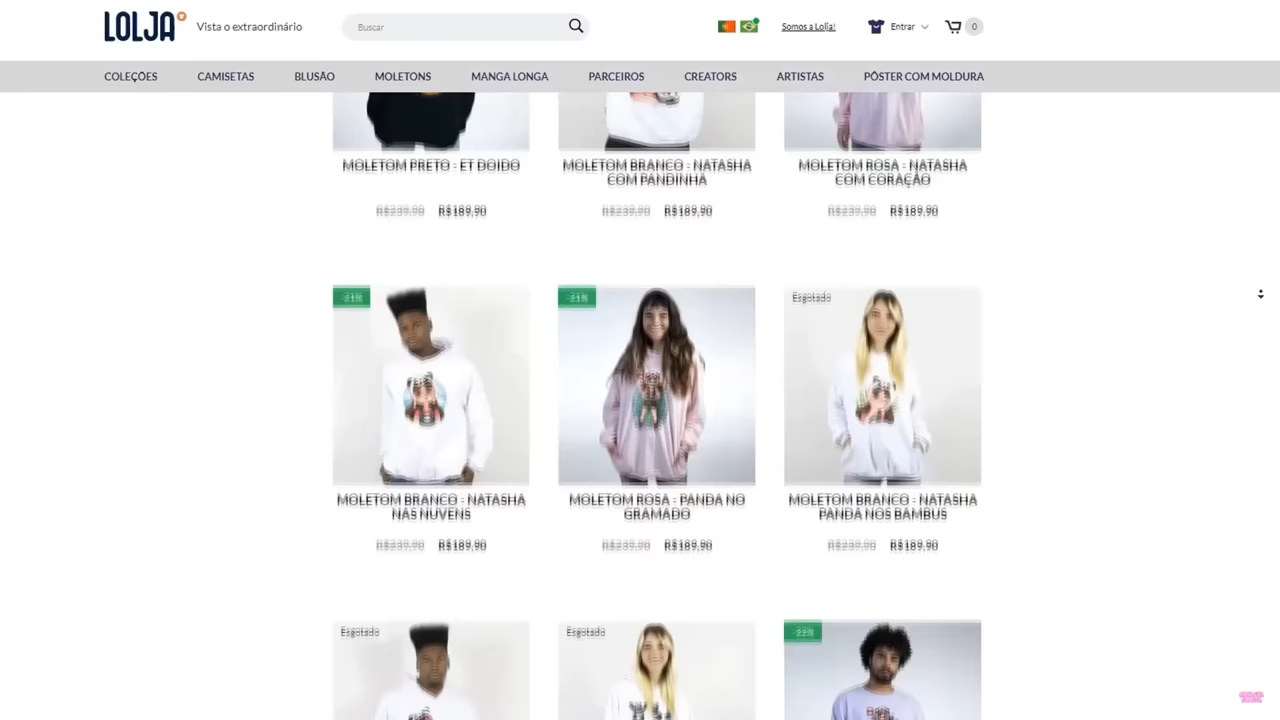 LOLJA
Vista o extraordinário
Buscar
Somos a Lolja!
Entrar
0
COLEÇÕES
CAMISETAS
BLUSÃO
MOLETONS
MANGA LONGA
PARCEIROS
CREATORS
ARTISTAS
PÔSTER COM MOLDURA
MOLETOM PRETO - ET DOIDO
R$239,90 R$189,90
MOLETOM BRANCO - NATASHA
COM PANDINHA
R$239,90 R$189,90
MOLETOM ROSA - NATASHA
COM CORAÇÃO
R$239,90 R$189,90
-21%
MOLETOM BRANCO - NATASHA
NAS NUVENS
R$239,90 R$189,90
-21%
MOLETOM ROSA - PANDA NO
GRAMADO
R$239,90 R$189,90
Esgotado
MOLETOM BRANCO - NATASHA
PANDA NOS BAMBUS
R$239,90 R$189,90
Esgotado
Esgotado
-22%